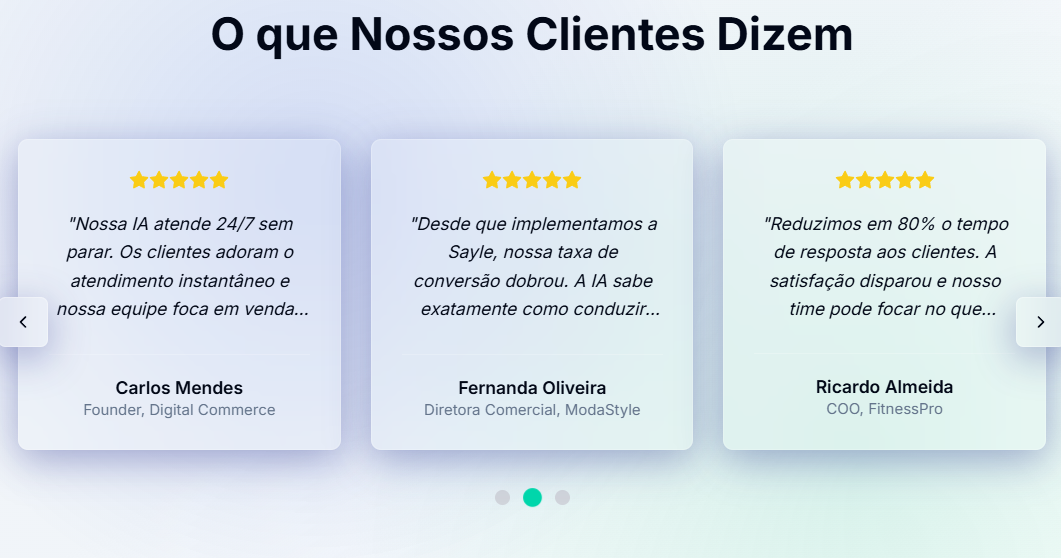 O que Nossos Clientes Dizem
"Nossa IA atende 24/7 sem
parar. Os clientes adoram o
atendimento instantâneo e
nossa equipe foca em venda...
Carlos Mendes
Founder, Digital Commerce
"Desde que implementamos a
Sayle, nossa taxa de
conversão dobrou. A IA sabe
exatamente como conduzir...
Fernanda Oliveira
Diretora Comercial, ModaStyle
"Reduzimos em 80% o tempo
de resposta aos clientes. A
satisfação disparou e nosso
time pode focar no que...
Ricardo Almeida
COO, FitnessPro